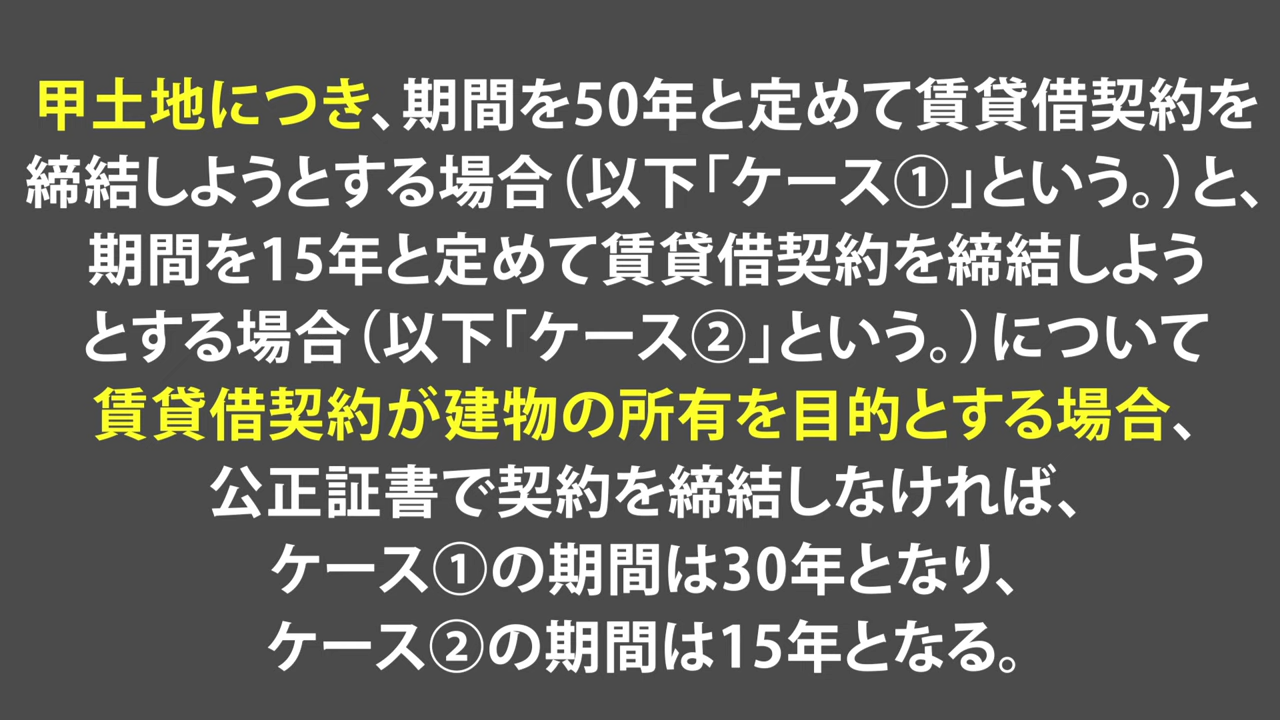 甲土地につき、期間を50年と定めて賃貸借契約を
締結しようとする場合（以下「ケース①」という。）と、
期間を15年と定めて賃貸借契約を締結しよう
とする場合（以下「ケース②」という。）について
賃貸借契約が建物の所有を目的とする場合、
公正証書で契約を締結しなければ、
ケース①の期間は30年となり、
ケース②の期間は15年となる。